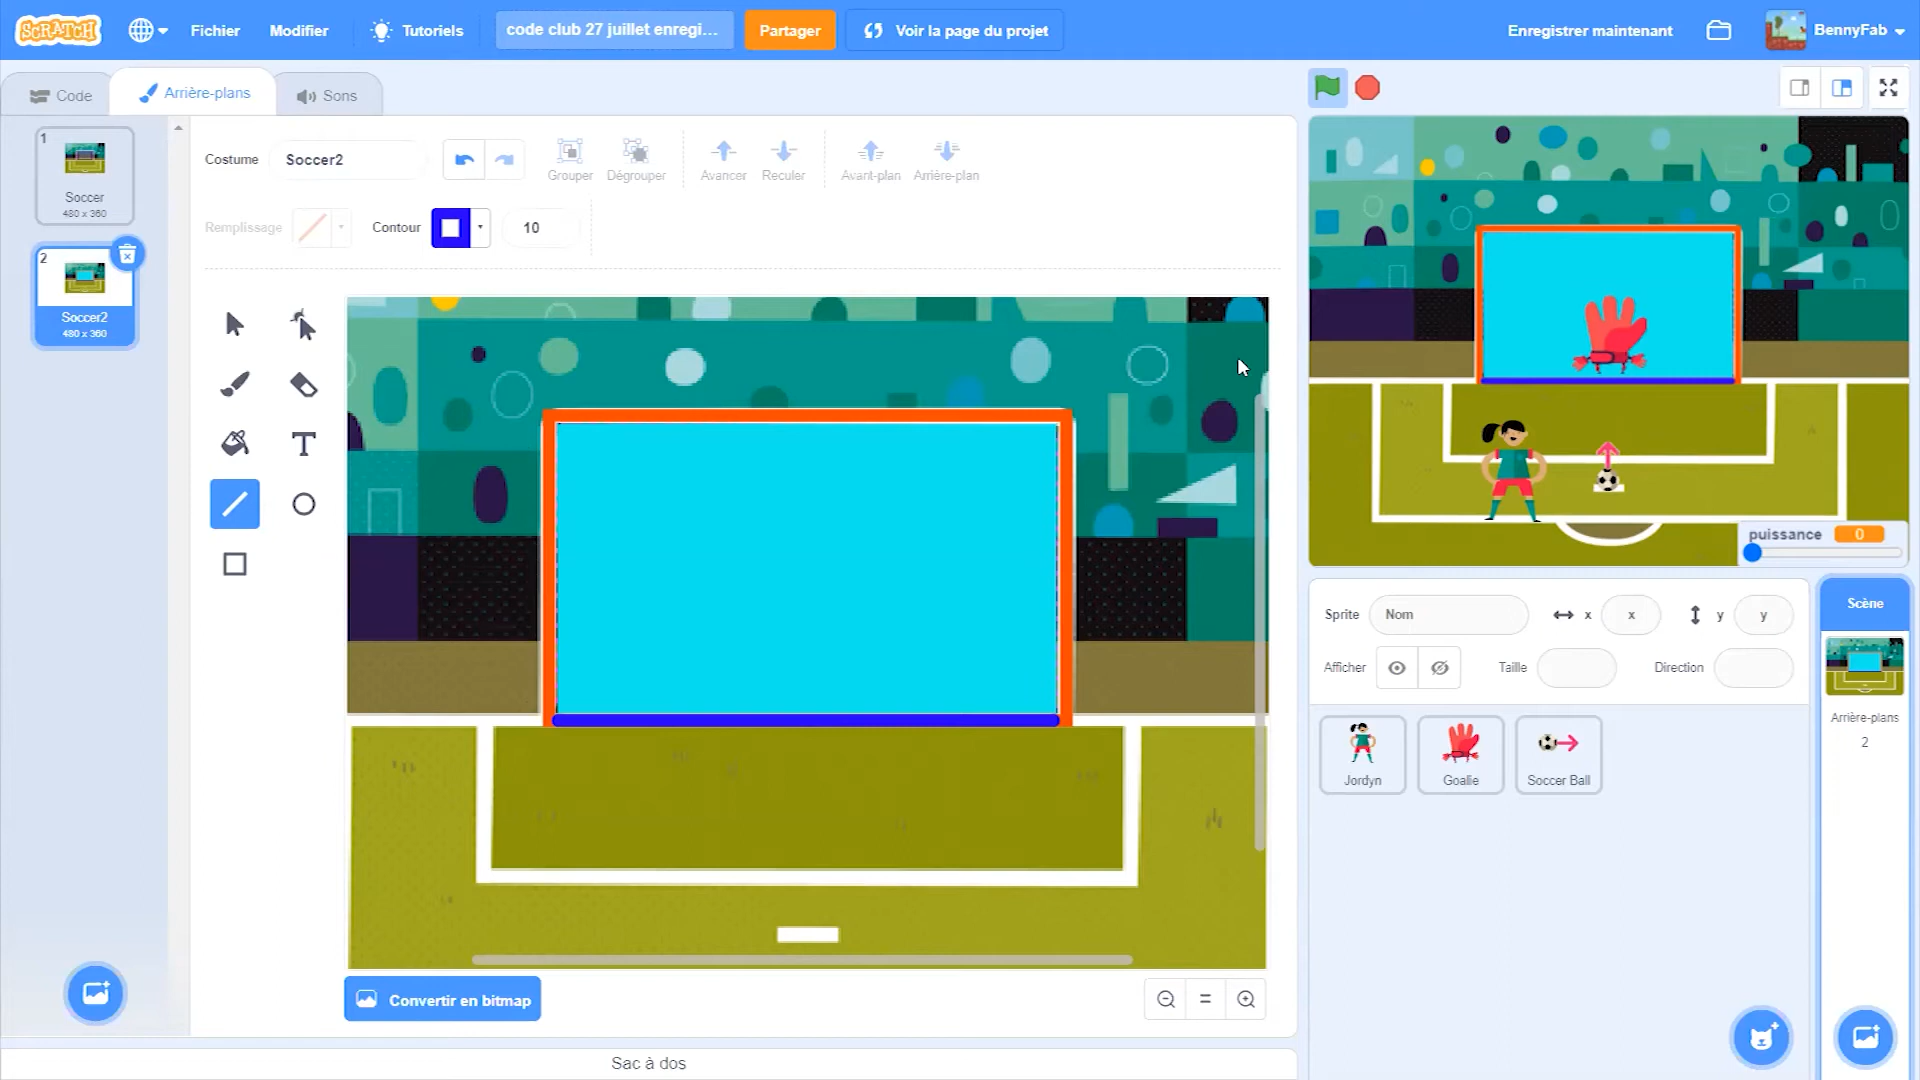 SCRATCH
Fichier
Modifier
Tutoriels
code club 27 juillet enregi...
Partager
Voir la page du projet
Enregistrer maintenant
BennyFab
Code
Arrière-plans
Sons
1
Soccer
480 x 360
2
Soccer2
480 x 360
Costume
Soccer2
Grouper
Dégrouper
Avancer
Reculer
Avant-plan
Arrière-plan
Remplissage
Contour
10
T
Convertir en bitmap
=
Sac à dos
puissance 0
Sprite
Nom
x
x
y
y
Afficher
Taille
Direction
Jordyn
Goalie
Soccer Ball
Scène
Arrière-plans
2